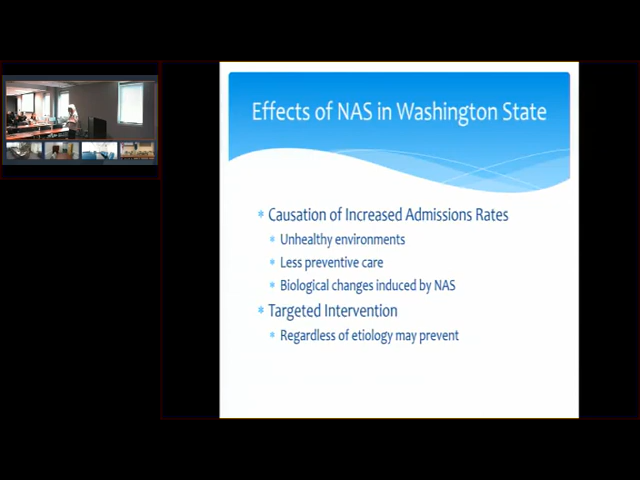 Effects of NAS in Washington State
Causation of Increased Admissions Rates
Unhealthy environments
Less preventive care
Biological changes induced by NAS
Targeted Intervention
Regardless of etiology may prevent